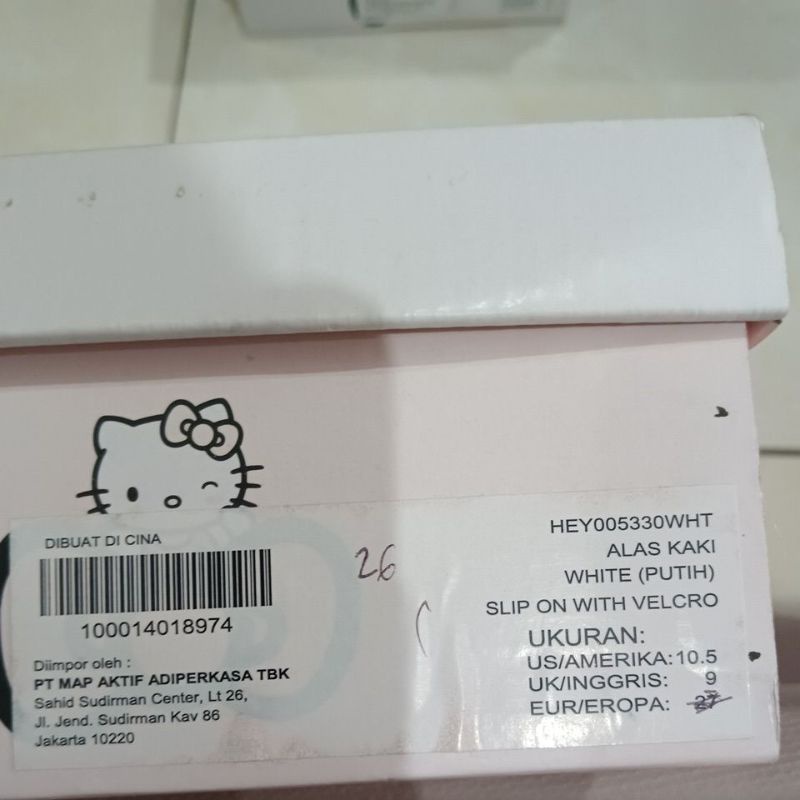 DIBUAT DI CINA
100014018974
Diimpor oleh :
PT MAP AKTIF ADIPERKASA TBK
Sahid Sudirman Center, Lt 26,
Jl. Jend. Sudirman Kav 86
Jakarta 10220
26
HEY005330WHT
ALAS KAKI
WHITE (PUTIH)
SLIP ON WITH VELCRO
UKURAN:
US/AMERIKA: 10.5
UK/INGGRIS: 9
EUR/EROPA: 27